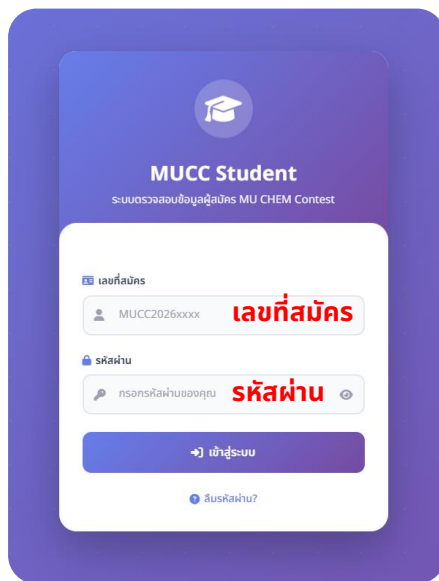 MUCC Student
ระบบตรวจสอบข้อมูลผู้สมัคร MU CHEM Contest
เลขที่สมัคร
MUCC2026xxxx เลขที่สมัคร
รหัสผ่าน
กรอกรหัสผ่านของคุณ รหัสผ่าน
เข้าสู่ระบบ
ลืมรหัสผ่าน?